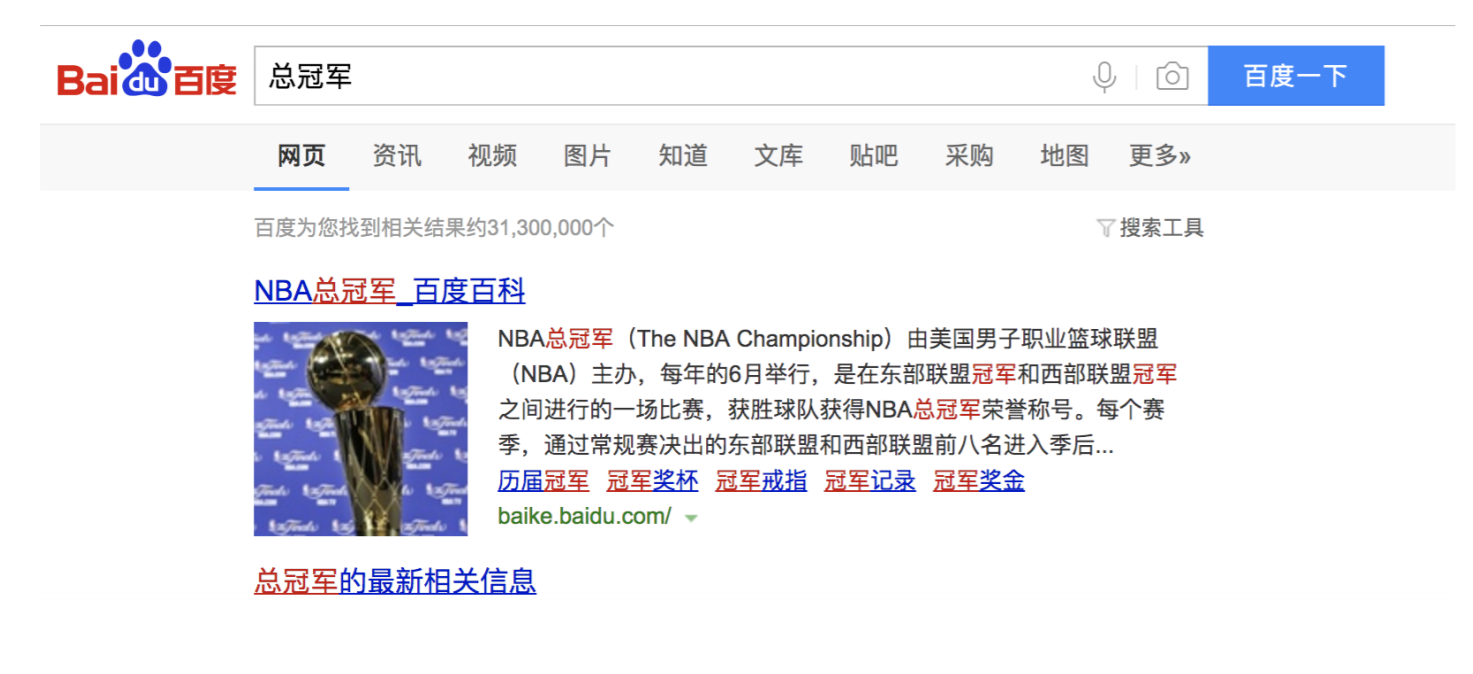 Bai du 百度
总冠军
百度一下
网页 资讯 视频 图片 知道 文库 贴吧 采购 地图 更多»
百度为您找到相关结果约31,300,000个
搜索工具
NBA总冠军_百度百科
NBA总冠军（The NBA Championship）由美国男子职业篮球联盟
（NBA）主办，每年的6月举行，是在东部联盟冠军和西部联盟冠军
之间进行的一场比赛，获胜球队获得NBA总冠军荣誉称号。每个赛
季，通过常规赛决出的东部联盟和西部联盟前八名进入季后...
历届冠军 冠军奖杯 冠军戒指 冠军记录 冠军奖金
baike.baidu.com/
总冠军的最新相关信息